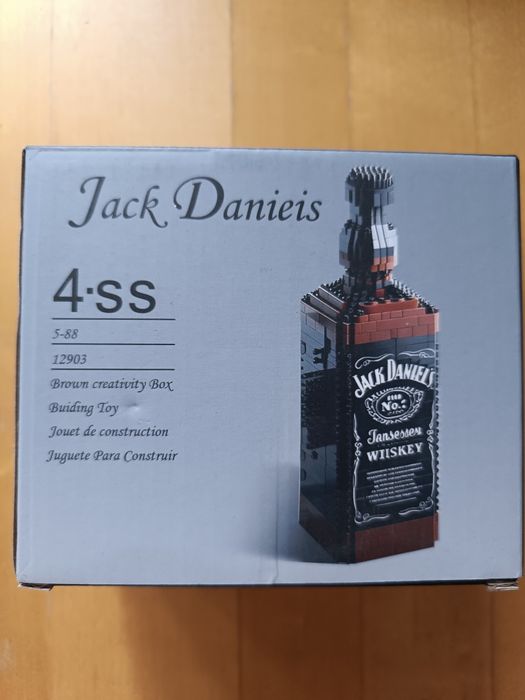 Jack Danieis
4·ss
5-88
12903
Brown creativity Box
Buiding Toy
Jouet de construction
Juguete Para Construir
JACK DANIEL'S
No.
Jansessen
WIISKEY